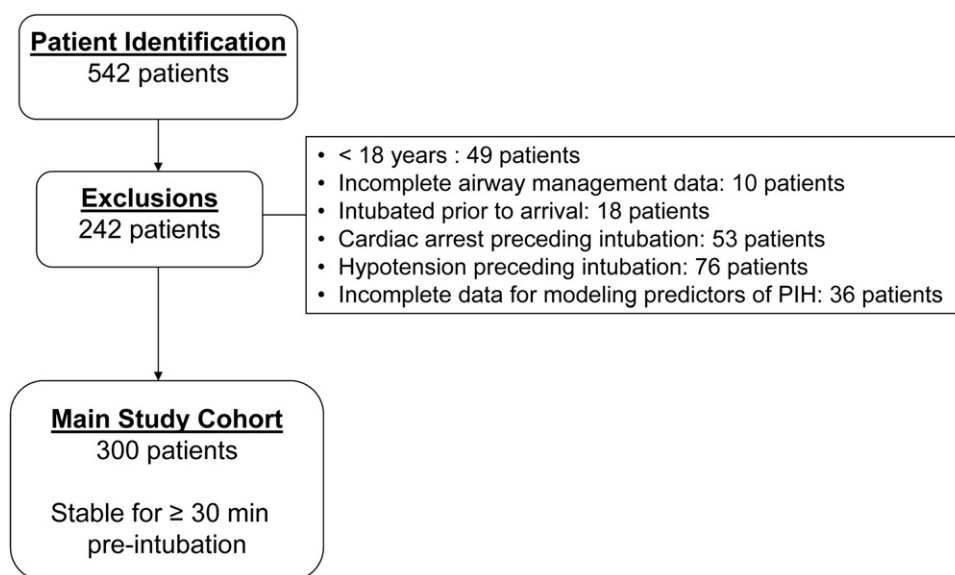 Patient Identification
542 patients
Exclusions
242 patients
• < 18 years : 49 patients
• Incomplete airway management data: 10 patients
• Intubated prior to arrival: 18 patients
• Cardiac arrest preceding intubation: 53 patients
• Hypotension preceding intubation: 76 patients
• Incomplete data for modeling predictors of PIH: 36 patients
Main Study Cohort
300 patients
Stable for ≥ 30 min
pre-intubation